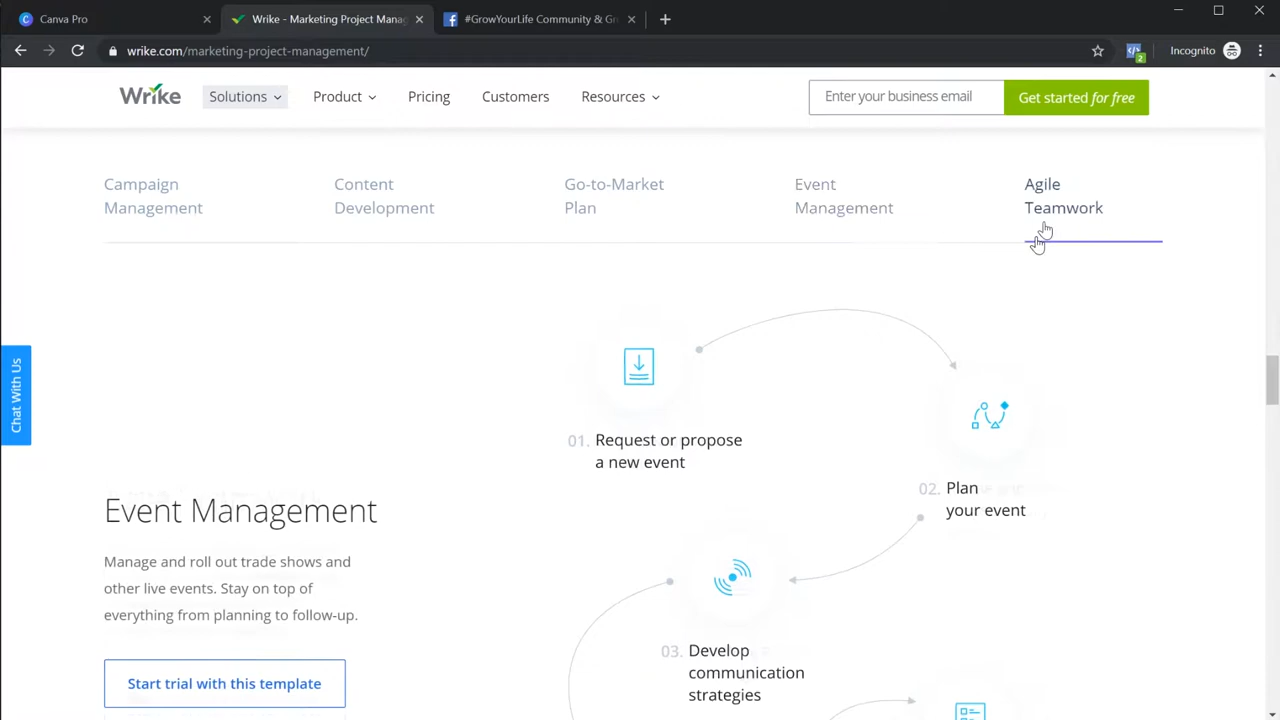 Canva Pro
Wrike - Marketing Project Mana
#GrowYourLife Community & Gr
wrike.com/marketing-project-management/
2
Incognito
Wrike
Solutions
Product
Pricing
Customers
Resources
Enter your business email
Get started for free
Campaign
Management
Content
Development
Go-to-Market
Plan
Event
Management
Agile
Teamwork
Chat With Us
01. Request or propose
a new event
02. Plan
your event
Event Management
Manage and roll out trade shows and
other live events. Stay on top of
everything from planning to follow-up.
Start trial with this template
03. Develop
communication
strategies